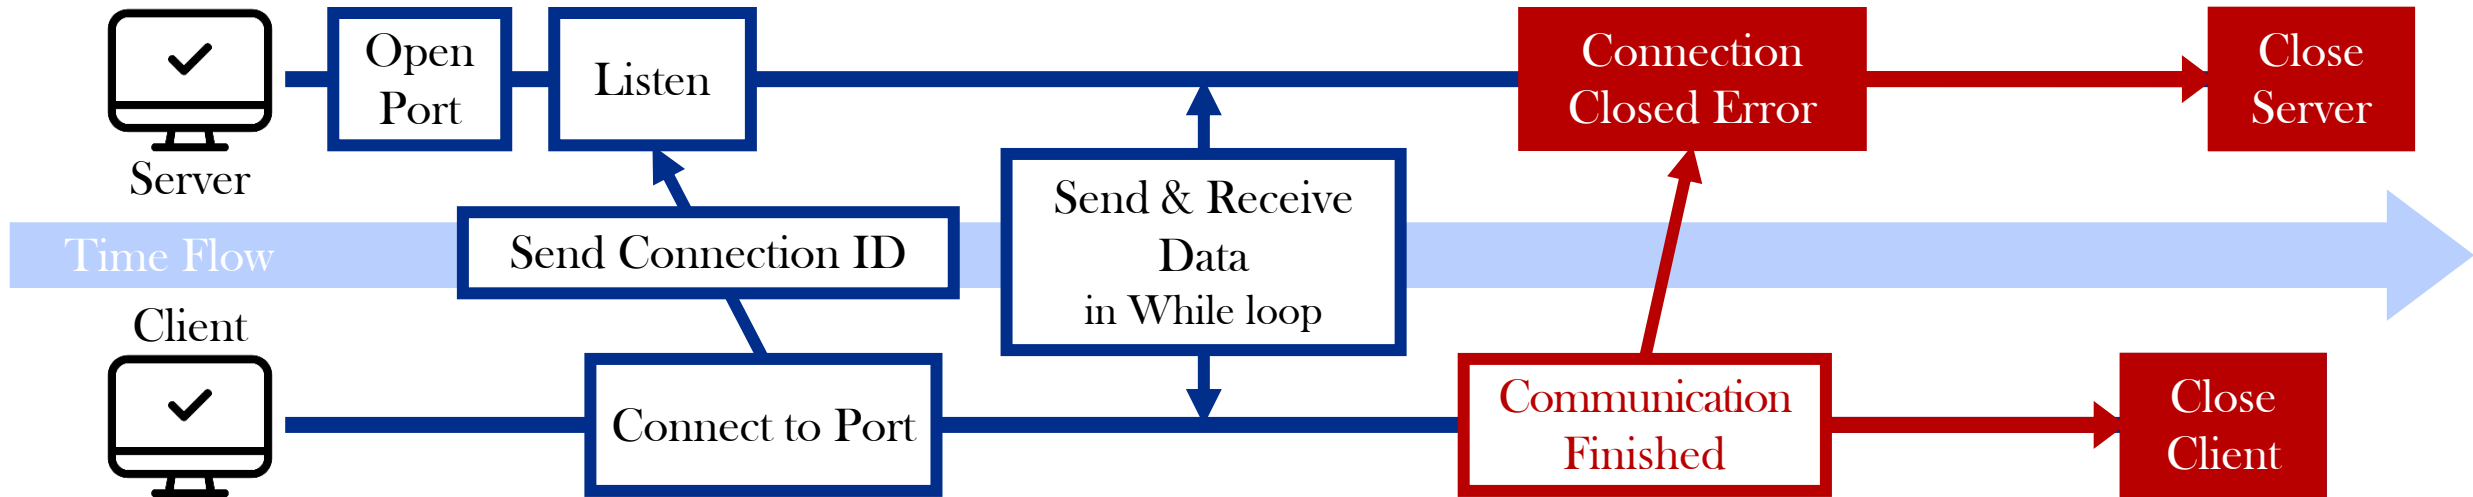 Open
Port
Listen
Connection
Closed Error
Close
Server
Server
Send & Receive
Data
in While loop
Time Flow
Send Connection ID
Client
Connect to Port
Communication
Finished
Close
Client